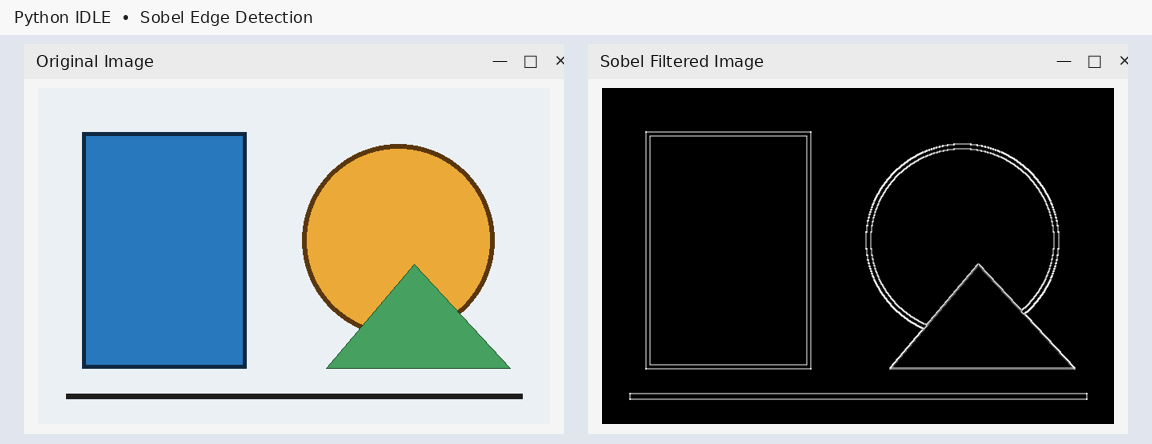 Python IDLE • Sobel Edge Detection
Original Image
Sobel Filtered Image